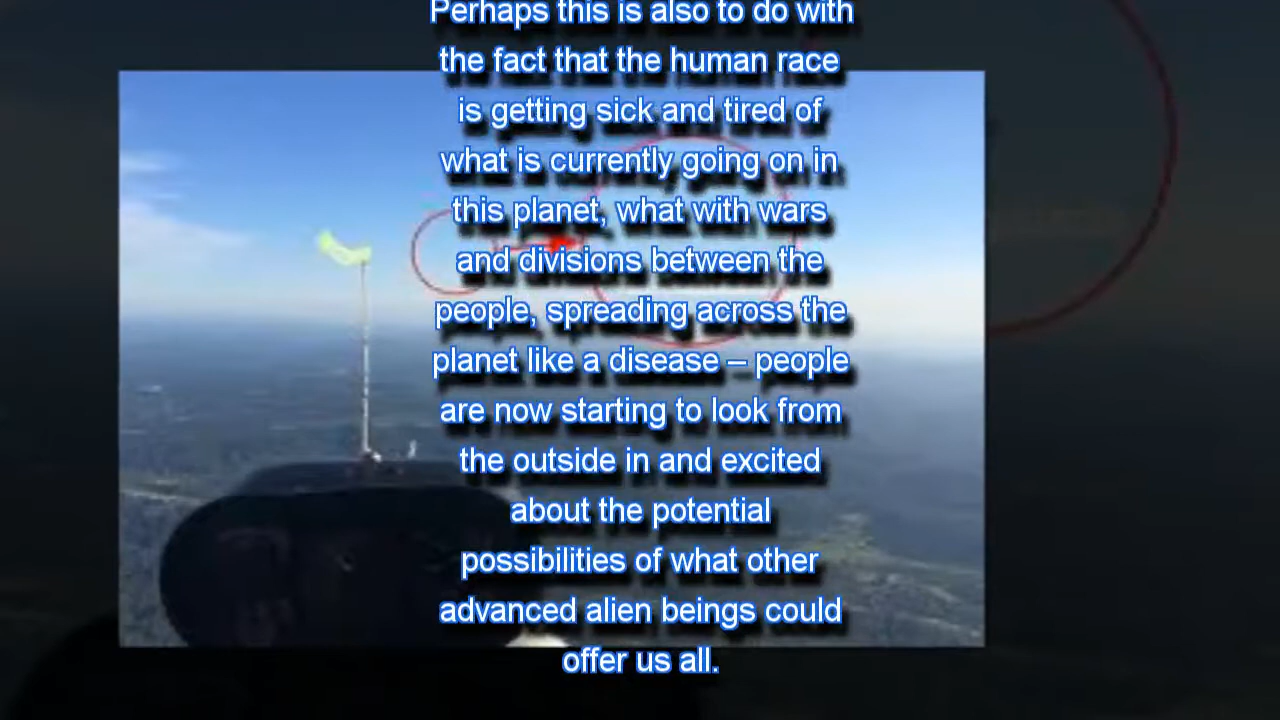 Perhaps this is also to do with
the fact that the human race
is getting sick and tired of
what is currently going on in
this planet, what with wars
and divisions between the
people, spreading across the
planet like a disease – people
are now starting to look from
the outside in and excited
about the potential
possibilities of what other
advanced alien beings could
offer us all.